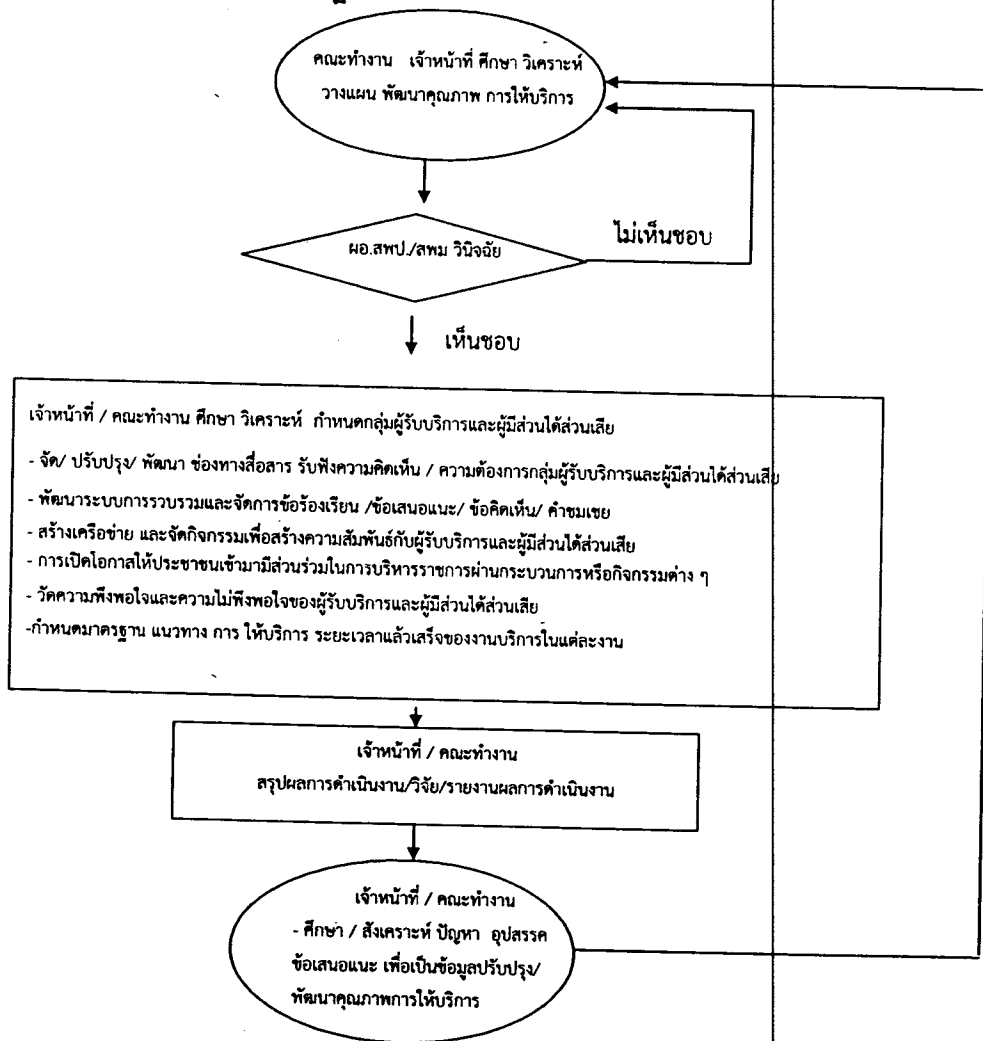 คณะทำงาน เจ้าหน้าที่ ศึกษา วิเคราะห์
วางแผน พัฒนาคุณภาพ การให้บริการ
ผอ.สพป./สพม วินิจฉัย
ไม่เห็นชอบ
เห็นชอบ
เจ้าหน้าที่ / คณะทำงาน ศึกษา วิเคราะห์ กำหนดกลุ่มผู้รับบริการและผู้มีส่วนได้ส่วนเสีย
- จัด/ ปรับปรุง/ พัฒนา ช่องทางสื่อสาร รับฟังความคิดเห็น / ความต้องการกลุ่มผู้รับบริการและผู้มีส่วนได้ส่วนเสีย
- พัฒนาระบบการรวบรวมและจัดการข้อร้องเรียน /ข้อเสนอแนะ/ ข้อคิดเห็น/ คำชมเชย
- สร้างเครือข่าย และจัดกิจกรรมเพื่อสร้างความสัมพันธ์กับผู้รับบริการและผู้มีส่วนได้ส่วนเสีย
- การเปิดโอกาสให้ประชาชนเข้ามามีส่วนร่วมในการบริหารราชการผ่านกระบวนการหรือกิจกรรมต่าง ๆ
- วัดความพึงพอใจและความไม่พึงพอใจของผู้รับบริการและผู้มีส่วนได้ส่วนเสีย
-กำหนดมาตรฐาน แนวทาง การ ให้บริการ ระยะเวลาแล้วเสร็จของงานบริการในแต่ละงาน
เจ้าหน้าที่ / คณะทำงาน
สรุปผลการดำเนินงาน/วิจัย/รายงานผลการดำเนินงาน
เจ้าหน้าที่ / คณะทำงาน
- ศึกษา / สังเคราะห์ ปัญหา อุปสรรค
ข้อเสนอแนะ เพื่อเป็นข้อมูลปรับปรุง/
พัฒนาคุณภาพการให้บริการ